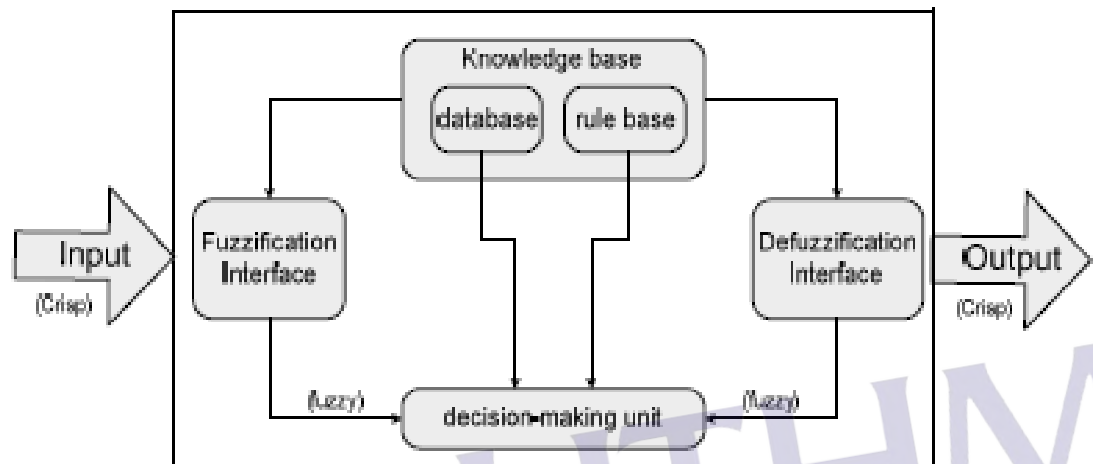 Knowledge base
database
rule base
Fuzzification
Interface
Defuzzification
Interface
Input
(Crisp)
Output
(Crisp)
(fuzzy)
(fuzzy)
decision-making unit